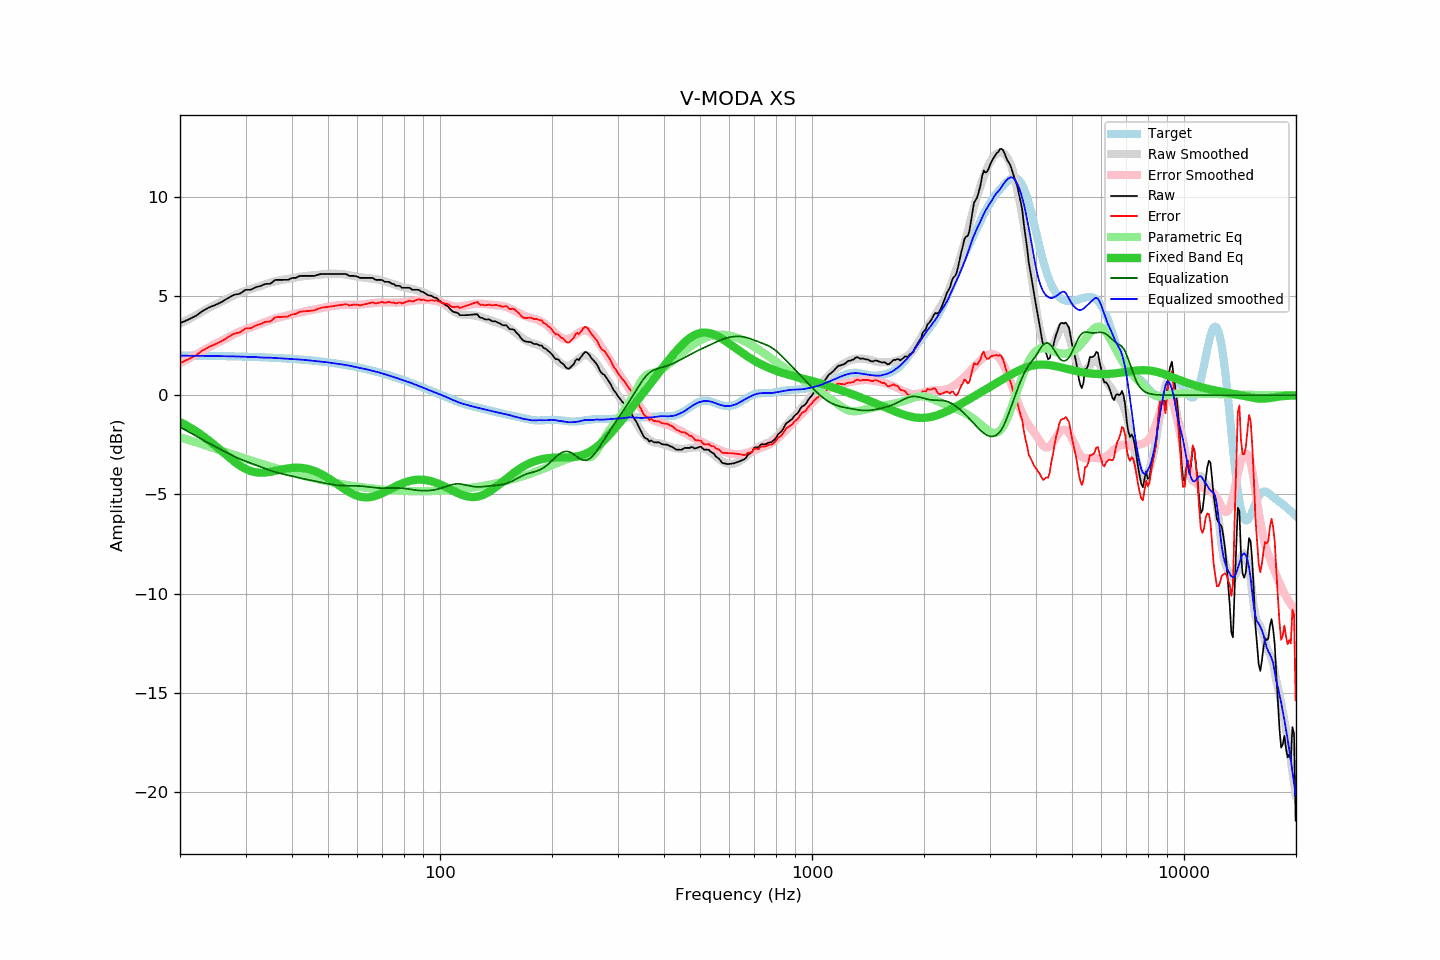 V-MODA XS
Target
Raw Smoothed
Error Smoothed
Raw
Error
Parametric Eq
Fixed Band Eq
Equalization
Equalized smoothed
10
5
0
−5
−10
−15
−20
Amplitude (dBr)
100
1000
10000
Frequency (Hz)